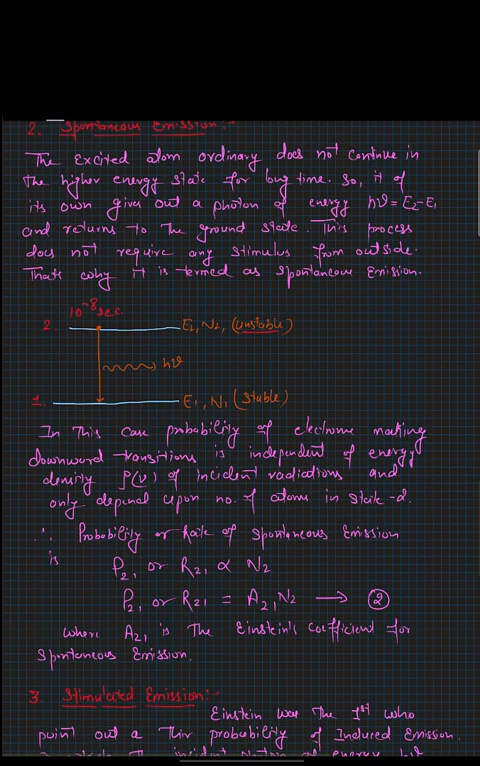 2. Spontaneous Emission:-
The Excited atom ordinary does not continue in
the higher energy state for long time. So, it of
its own gives out a photon of energy hν = E2-E1
and returns to the ground state. This process
does not require any stimulus from outside.
Thats why it is termed as spontaneous Emission.
10⁻⁸ sec.
2. E2, N2, (unstable)
hν
1. E1, N1 (Stable)
In this case probability of electrons making
downward transitions is independent of energy
density ρ(ν) of incident radiations and
only depend upon no. of atoms in state-2.
∴ Probability or Rate of spontaneous Emission
is P21 or R21 ∝ N2
P21 or R21 = A21 N2 → ②
where A21 is the Einstein's coefficient for
spontaneous Emission.
3. Stimulated Emission:-
Einstein was the 1st who
point out a this probability of Induced Emission.